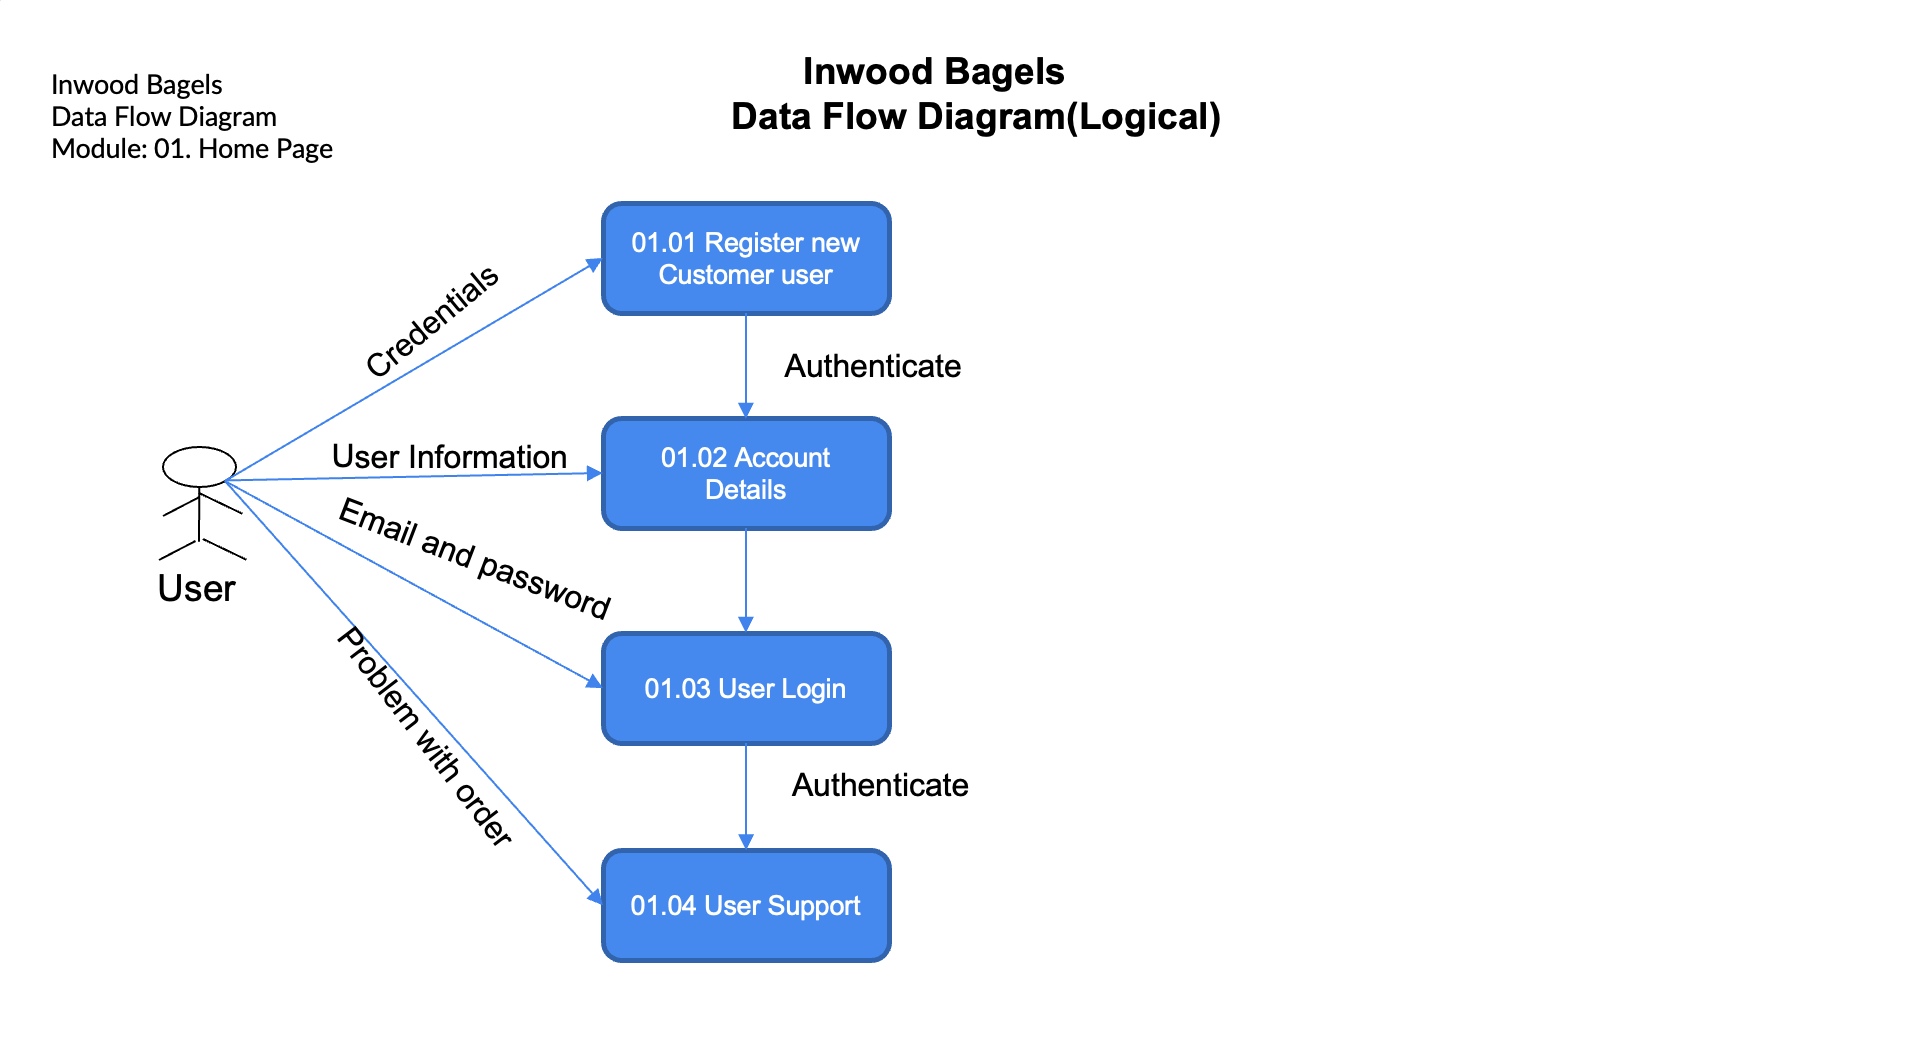 Inwood Bagels
Data Flow Diagram(Logical)
Inwood Bagels
Data Flow Diagram
Module: 01. Home Page
01.01 Register new
Customer user
Credentials
Authenticate
User Information
01.02 Account
Details
Email and password
User
01.03 User Login
Problem with order
Authenticate
01.04 User Support